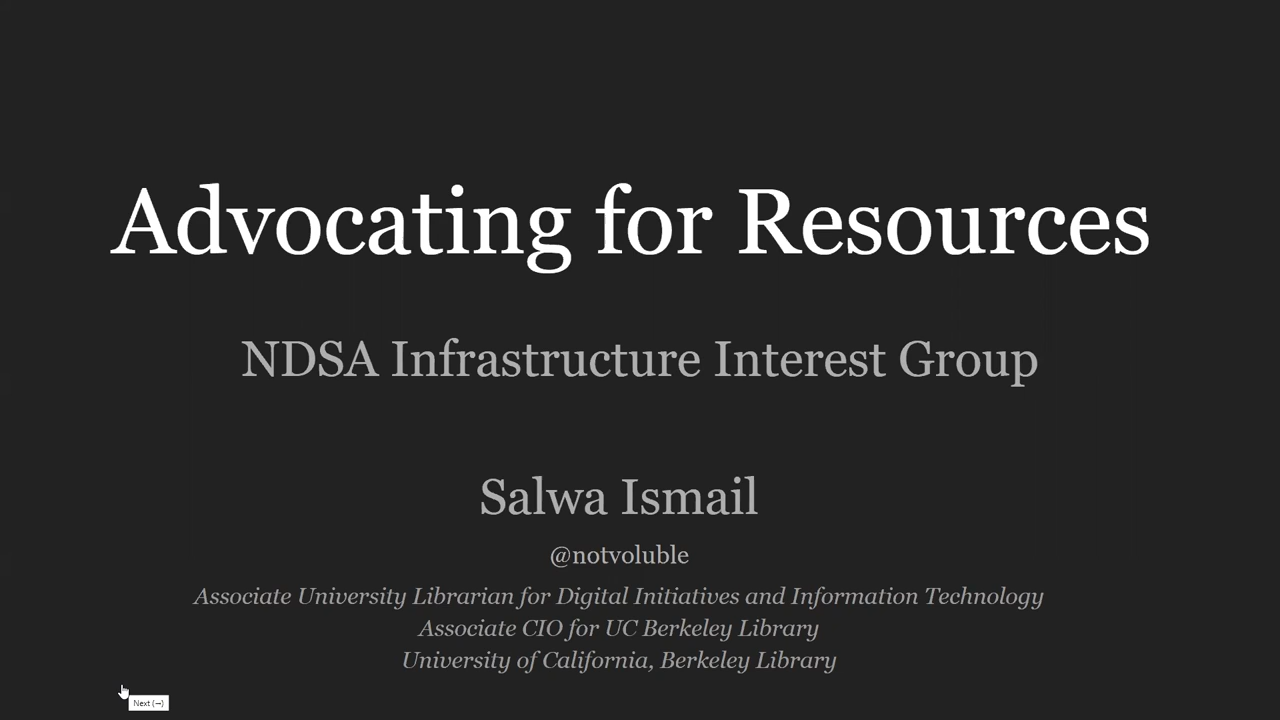 Advocating for Resources
NDSA Infrastructure Interest Group
Salwa Ismail
@notvoluble
Associate University Librarian for Digital Initiatives and Information Technology
Associate CIO for UC Berkeley Library
University of California, Berkeley Library
Next (→)